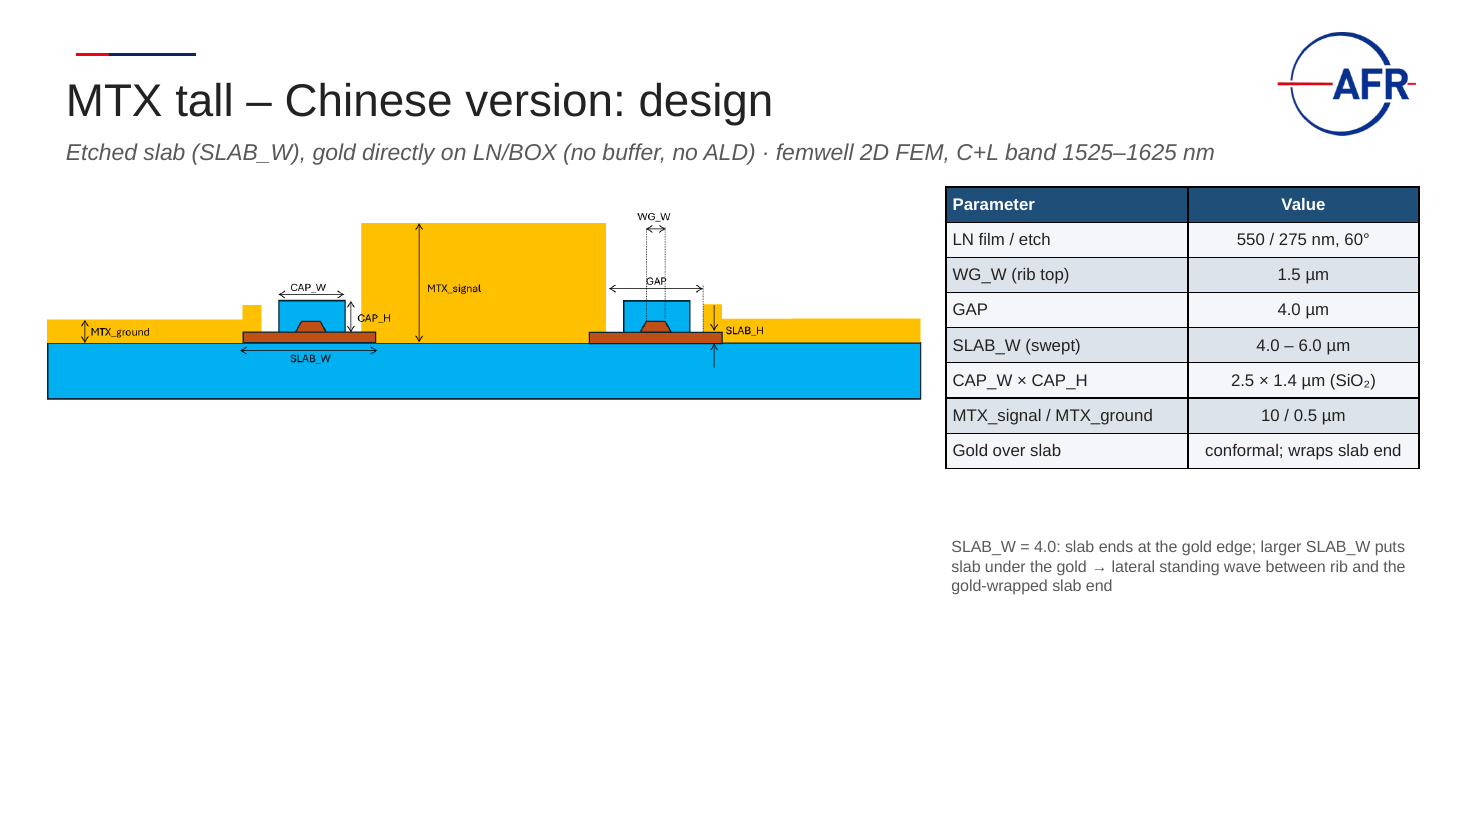 AFR
MTX tall – Chinese version: design
Etched slab (SLAB_W), gold directly on LN/BOX (no buffer, no ALD) · femwell 2D FEM, C+L band 1525–1625 nm
WG_W
GAP
CAP_W
CAP_H
MTX_signal
MTX_ground
SLAB_H
SLAB_W
Parameter Value
LN film / etch 550 / 275 nm, 60°
WG_W (rib top) 1.5 µm
GAP 4.0 µm
SLAB_W (swept) 4.0 – 6.0 µm
CAP_W × CAP_H 2.5 × 1.4 µm (SiO₂)
MTX_signal / MTX_ground 10 / 0.5 µm
Gold over slab conformal; wraps slab end
SLAB_W = 4.0: slab ends at the gold edge; larger SLAB_W puts
slab under the gold → lateral standing wave between rib and the
gold-wrapped slab end